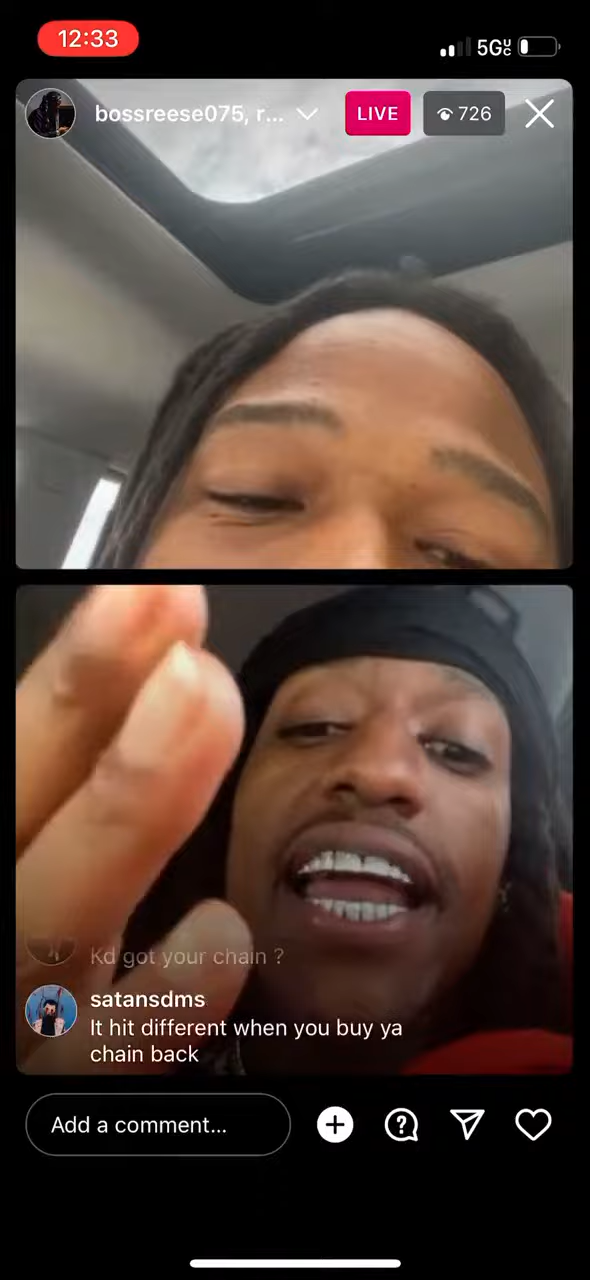 12:33
5GUC
bossreese075, r...
LIVE
726
Kd got your chain ?
satansdms
It hit different when you buy ya
chain back
Add a comment...